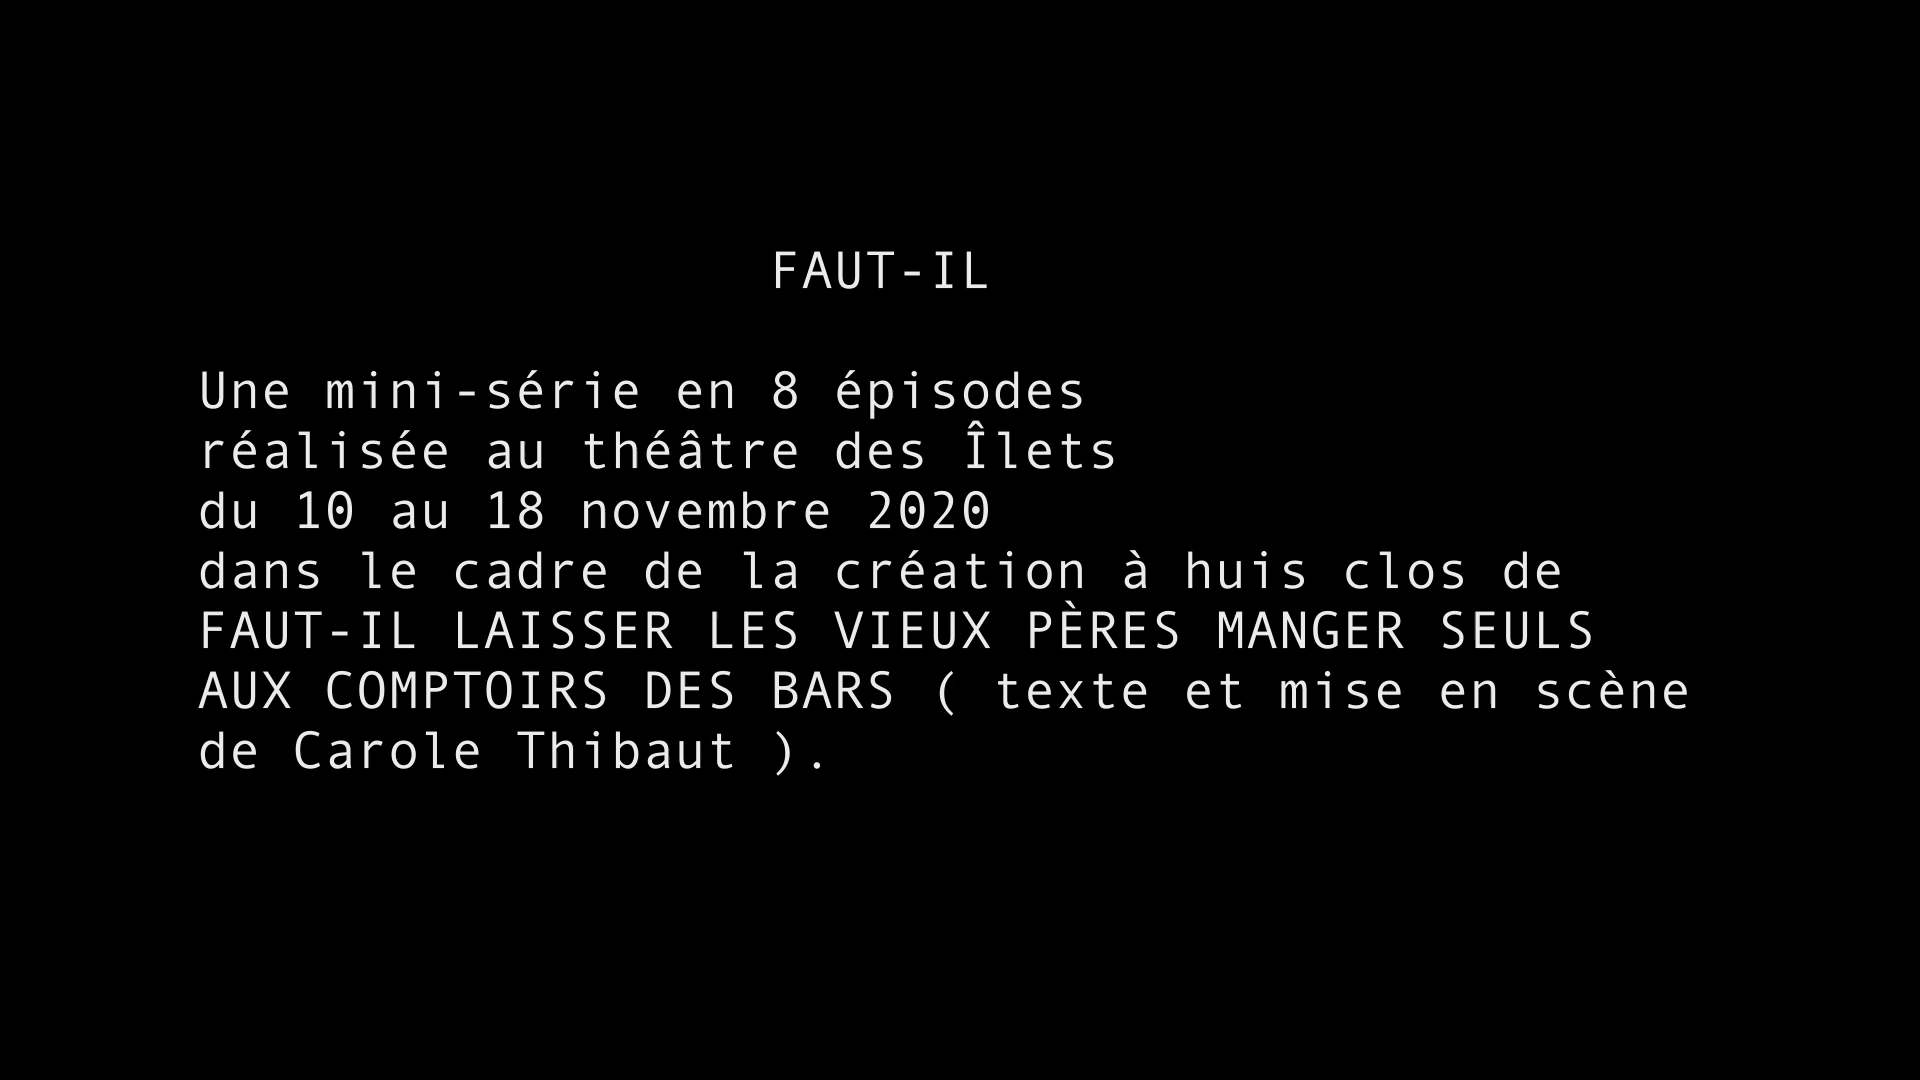 FAUT-IL
Une mini-série en 8 épisodes
réalisée au théâtre des Îlets
du 10 au 18 novembre 2020
dans le cadre de la création à huis clos de
FAUT-IL LAISSER LES VIEUX PÈRES MANGER SEULS
AUX COMPTOIRS DES BARS ( texte et mise en scène
de Carole Thibaut ).